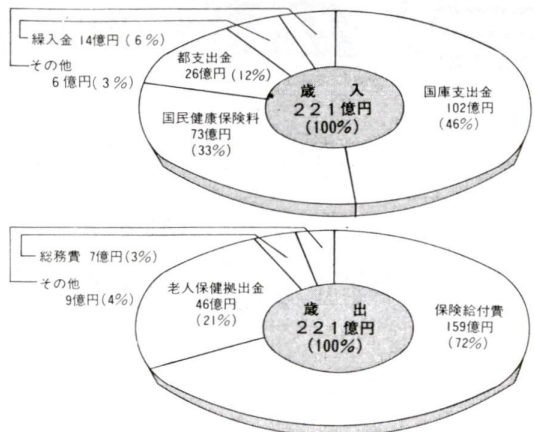 繰入金 14億円(6%)
その他
6億円(3%)
都支出金
26億円(12%)
国民健康保険料
73億円
(33%)
歳 入
221億円
(100%)
国庫支出金
102億円
(46%)
総務費 7億円(3%)
その他
9億円(4%)
老人保健拠出金
46億円
(21%)
歳 出
221億円
(100%)
保険給付費
159億円
(72%)